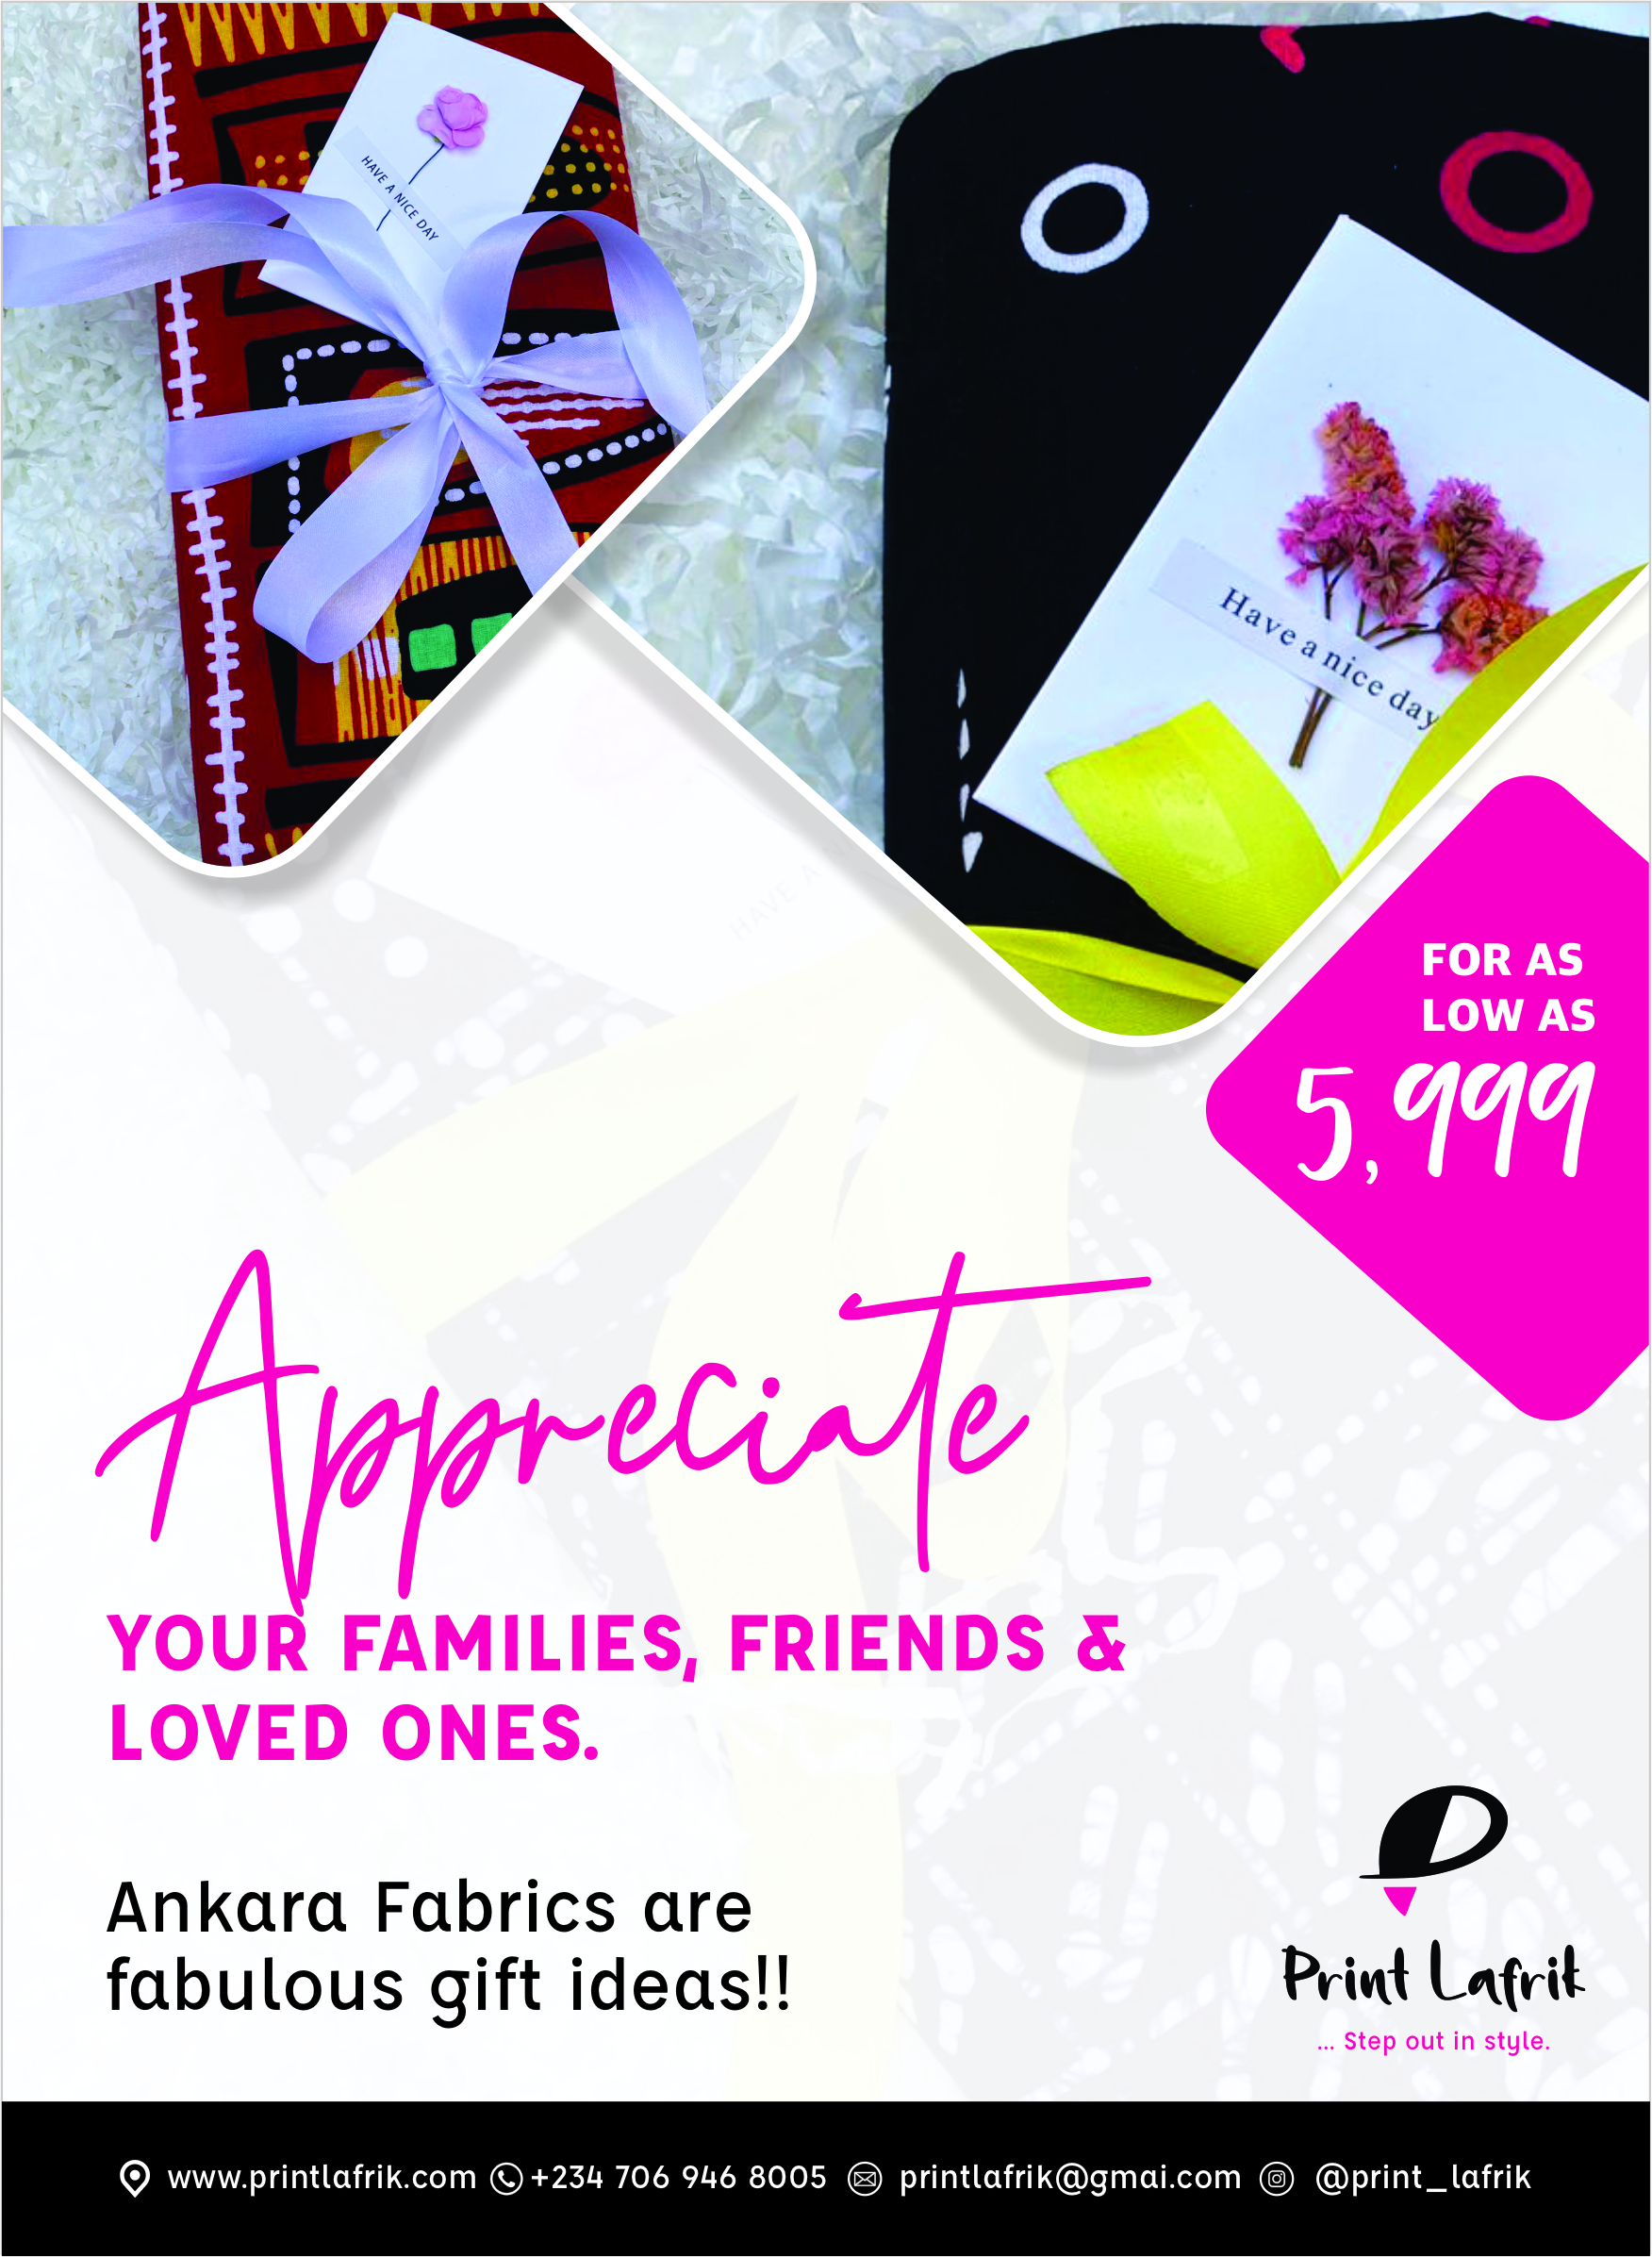 HAVE A NICE DAY
Have a nice day
FOR AS
LOW AS
5,999
HAVE A
Appreciate
YOUR FAMILIES, FRIENDS &
LOVED ONES.
Ankara Fabrics are
fabulous gift ideas!!
Print Lafrik
... Step out in style.
www.printlafrik.com +234 706 946 8005 printlafrik@gmai.com @print_lafrik